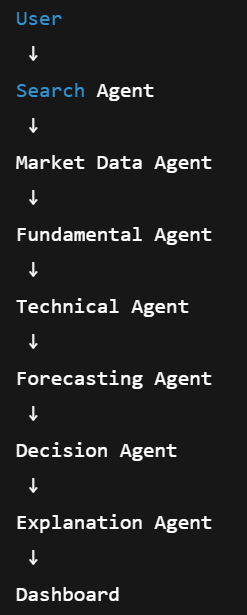 User
↓
Search Agent
↓
Market Data Agent
↓
Fundamental Agent
↓
Technical Agent
↓
Forecasting Agent
↓
Decision Agent
↓
Explanation Agent
↓
Dashboard